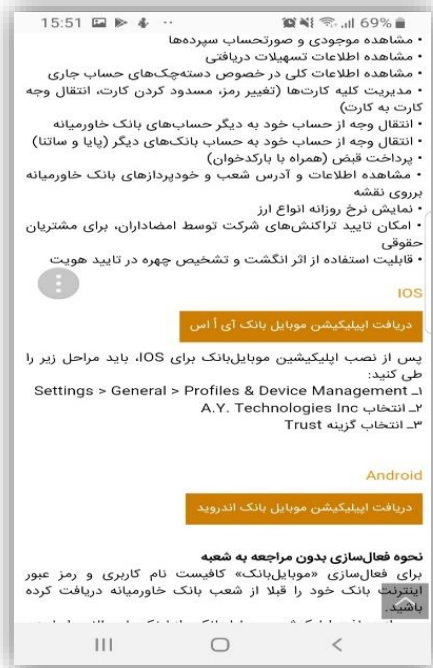 15:51 69%
• مشاهده موجودی و صورتحساب سپرده‌ها
• مشاهده اطلاعات تسهیلات دریافتی
• مشاهده اطلاعات کلی در خصوص دسته‌چک‌های حساب جاری
• مدیریت کلیه کارت‌ها (تغییر رمز، مسدود کردن کارت، انتقال وجه
کارت به کارت)
• انتقال وجه از حساب خود به دیگر حساب‌های بانک خاورمیانه
• انتقال وجه از حساب خود به حساب بانک‌های دیگر (پایا و ساتنا)
• پرداخت قبض (همراه با بارکدخوان)
• مشاهده اطلاعات و آدرس شعب و خودپردازهای بانک خاورمیانه
برروی نقشه
• نمایش نرخ روزانه انواع ارز
• امکان تایید تراکنش‌های شرکت توسط امضاداران، برای مشتریان
حقوقی
• قابلیت استفاده از اثر انگشت و تشخیص چهره در تایید هویت
IOS
دریافت اپیلیکیشن موبایل بانک آی اُ اس
پس از نصب اپلیکیشین موبایل‌بانک برای IOS، باید مراحل زیر را
طی کنید:
۱_ Settings > General > Profiles & Device Management
۲_ انتخاب A.Y. Technologies Inc
۳_ انتخاب گزینه Trust
Android
دریافت اپیلیکیشن موبایل بانک اندروید
نحوه فعال‌سازی بدون مراجعه به شعبه
برای فعال‌سازی «موبایل‌بانک» کافیست نام کاربری و رمز عبور
اینترنت بانک خود را قبلا از شعب بانک خاورمیانه دریافت کرده
باشید.